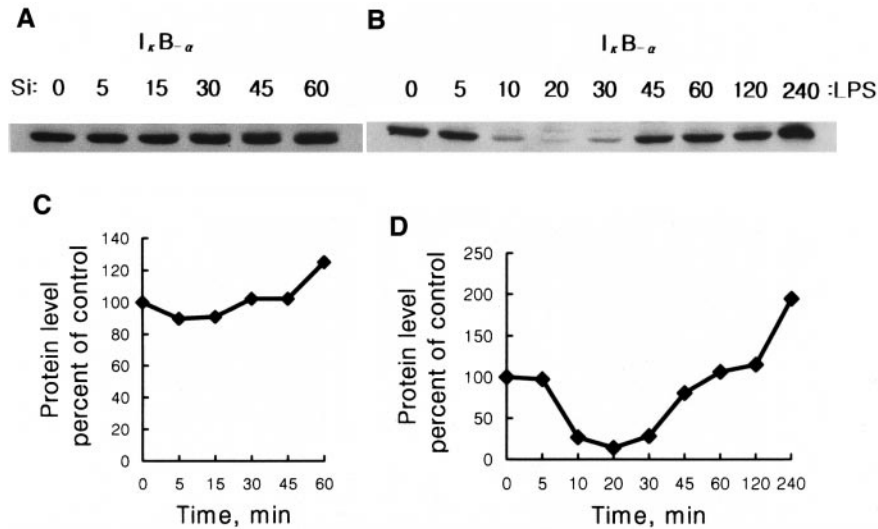 A
IκB-α
Si: 0 5 15 30 45 60
B
IκB-α
0 5 10 20 30 45 60 120 240 :LPS
C
Protein level
percent of control
140
120
100
80
60
40
20
0
0 5 15 30 45 60
Time, min
D
Protein level
percent of control
250
200
150
100
50
0
0 5 10 20 30 45 60 120 240
Time, min